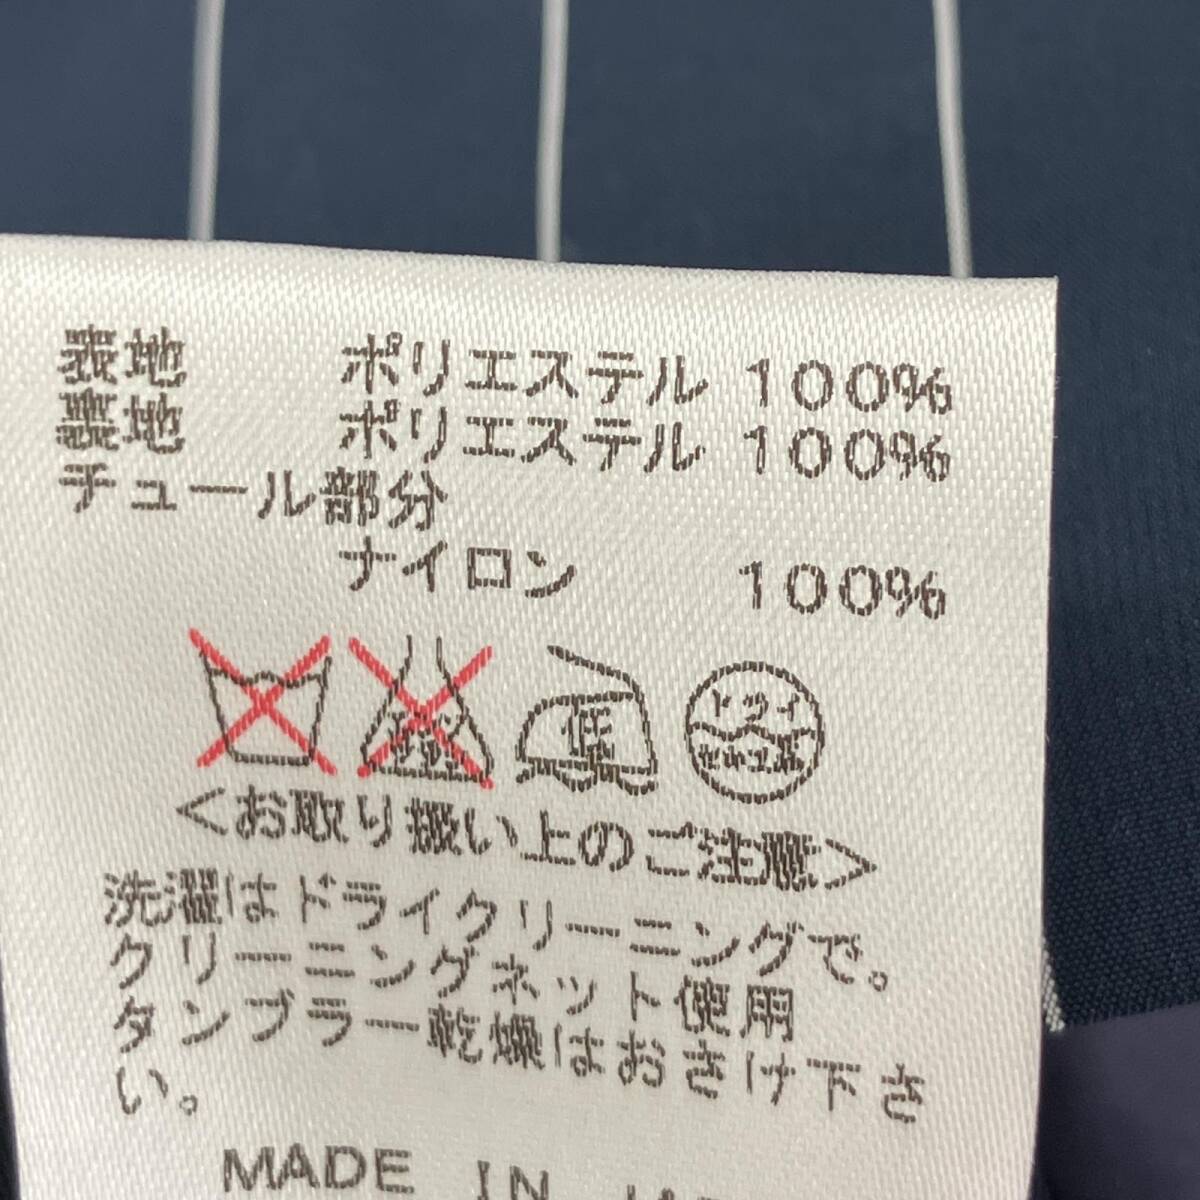 表地 ポリエステル 100%
裏地 ポリエステル 100%
チュール部分
ナイロン 100%
低 ドライ
セキユ系
<お取り扱い上のご注意>
洗濯はドライクリーニングで。
クリーニングネット使用
タンブラー乾燥はおさけ下さ
い。
MADE IN